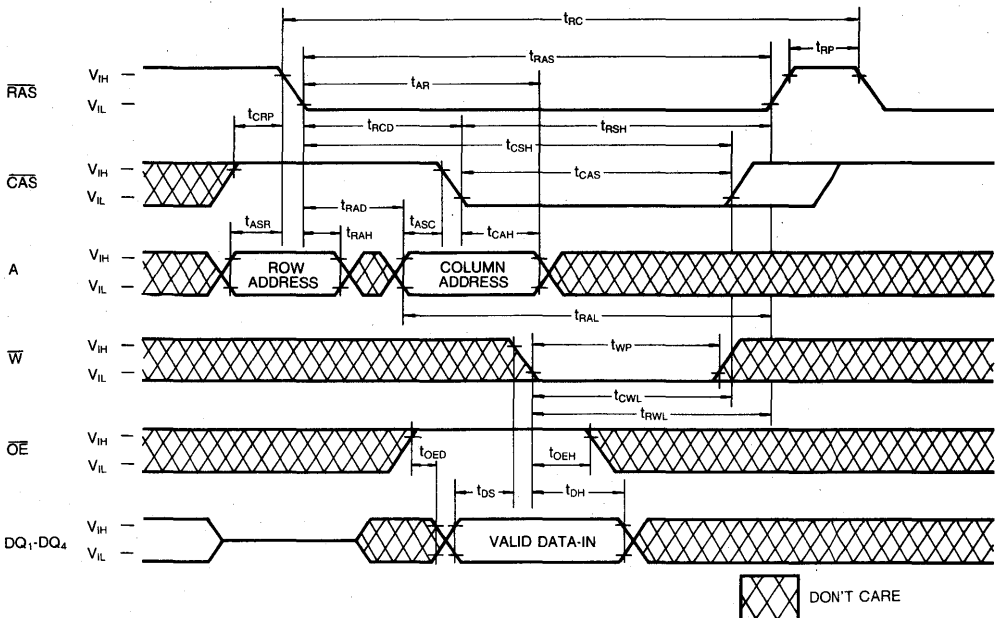 tRC
tRP
tRAS
tAR
RAS
VIH
VIL
tCRP
tRCD
tRSH
tCSH
CAS
VIH
VIL
tCAS
tRAD
tASR
tRAH
tASC
tCAH
A
VIH
VIL
ROW
ADDRESS
COLUMN
ADDRESS
tRAL
W
VIH
VIL
tWP
tCWL
tRWL
OE
VIH
VIL
tOED
tOEH
tDS
tDH
DQ1-DQ4
VIH
VIL
VALID DATA-IN
DON'T CARE